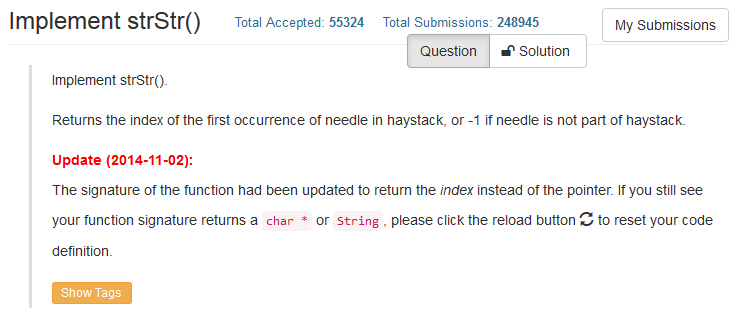 Implement strStr() Total Accepted: 55324 Total Submissions: 248945 My Submissions
Question Solution
Implement strStr().
Returns the index of the first occurrence of needle in haystack, or -1 if needle is not part of haystack.
Update (2014-11-02):
The signature of the function had been updated to return the index instead of the pointer. If you still see
your function signature returns a char * or String, please click the reload button to reset your code
definition.
Show Tags